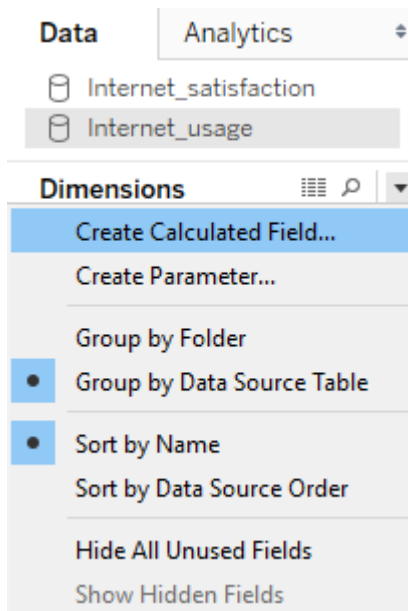 Data Analytics
Internet_satisfaction
Internet_usage
Dimensions
Create Calculated Field...
Create Parameter...
Group by Folder
Group by Data Source Table
Sort by Name
Sort by Data Source Order
Hide All Unused Fields
Show Hidden Fields